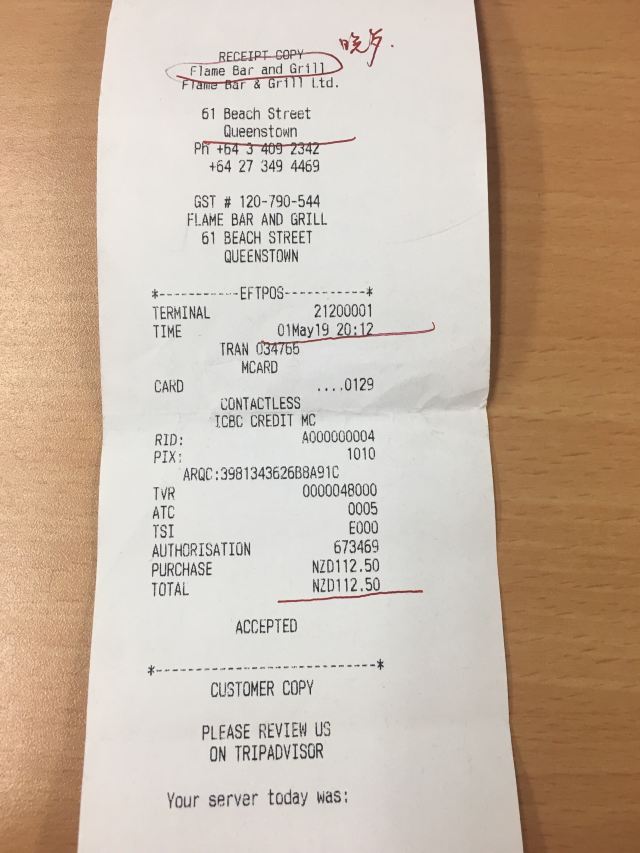 RECEIPT COPY
晚歺.
Flame Bar and Grill
Flame Bar & Grill Ltd.
61 Beach Street
Queenstown
Ph +64 3 409 2342
+64 27 349 4469
GST # 120-790-544
FLAME BAR AND GRILL
61 BEACH STREET
QUEENSTOWN
*-----------EFTPOS-----------*
TERMINAL 21200001
TIME 01May19 20:12
TRAN 034766
MCARD
CARD ....0129
CONTACTLESS
ICBC CREDIT MC
RID: A000000004
PIX: 1010
ARQC:3981343626B8A91C
TVR 0000048000
ATC 0005
TSI E000
AUTHORISATION 673469
PURCHASE NZD112.50
TOTAL NZD112.50
ACCEPTED
*----------------------------*
CUSTOMER COPY
PLEASE REVIEW US
ON TRIPADVISOR
Your server today was: